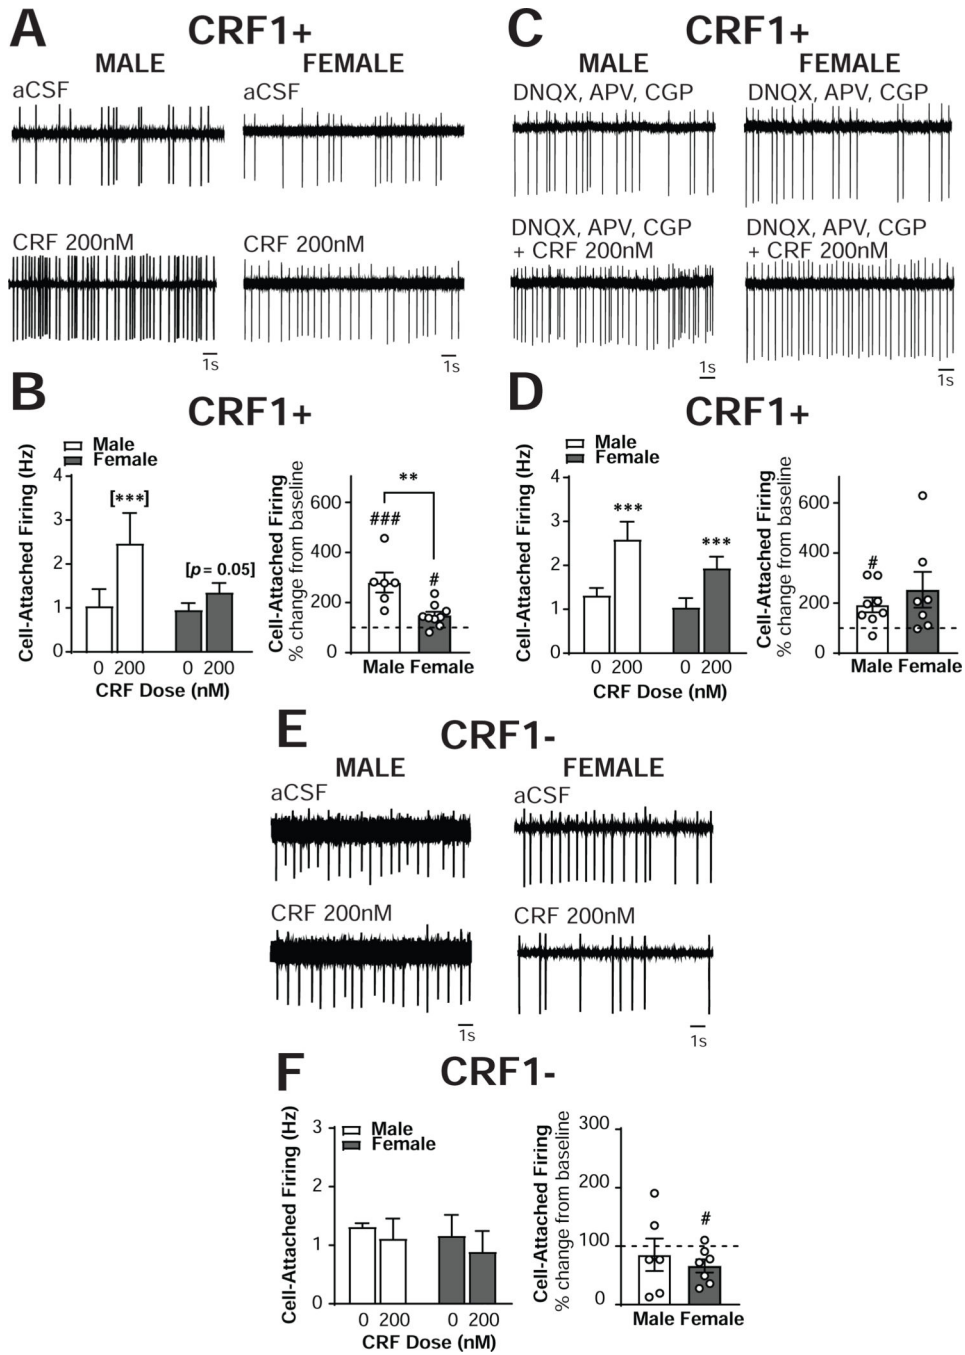 A
CRF1+
MALE
FEMALE
aCSF
aCSF
CRF 200nM
CRF 200nM
1s
1s
C
CRF1+
MALE
FEMALE
DNQX, APV, CGP
DNQX, APV, CGP
DNQX, APV, CGP
+ CRF 200nM
DNQX, APV, CGP
+ CRF 200nM
1s
1s
B
CRF1+
Male
Female
Cell-Attached Firing (Hz)
4
3
2
1
0
[***]
[p = 0.05]
0 200
0 200
CRF Dose (nM)
Cell-Attached Firing
% change from baseline
600
400
200
0
**
###
#
Male Female
D
CRF1+
Male
Female
Cell-Attached Firing (Hz)
4
3
2
1
0
***
***
0 200
0 200
CRF Dose (nM)
Cell-Attached Firing
% change from baseline
600
400
200
0
#
Male Female
E
CRF1-
MALE
FEMALE
aCSF
aCSF
CRF 200nM
CRF 200nM
1s
1s
F
CRF1-
Male
Female
Cell-Attached Firing (Hz)
3
2
1
0
0 200
0 200
CRF Dose (nM)
Cell-Attached Firing
% change from baseline
300
200
100
0
#
Male Female